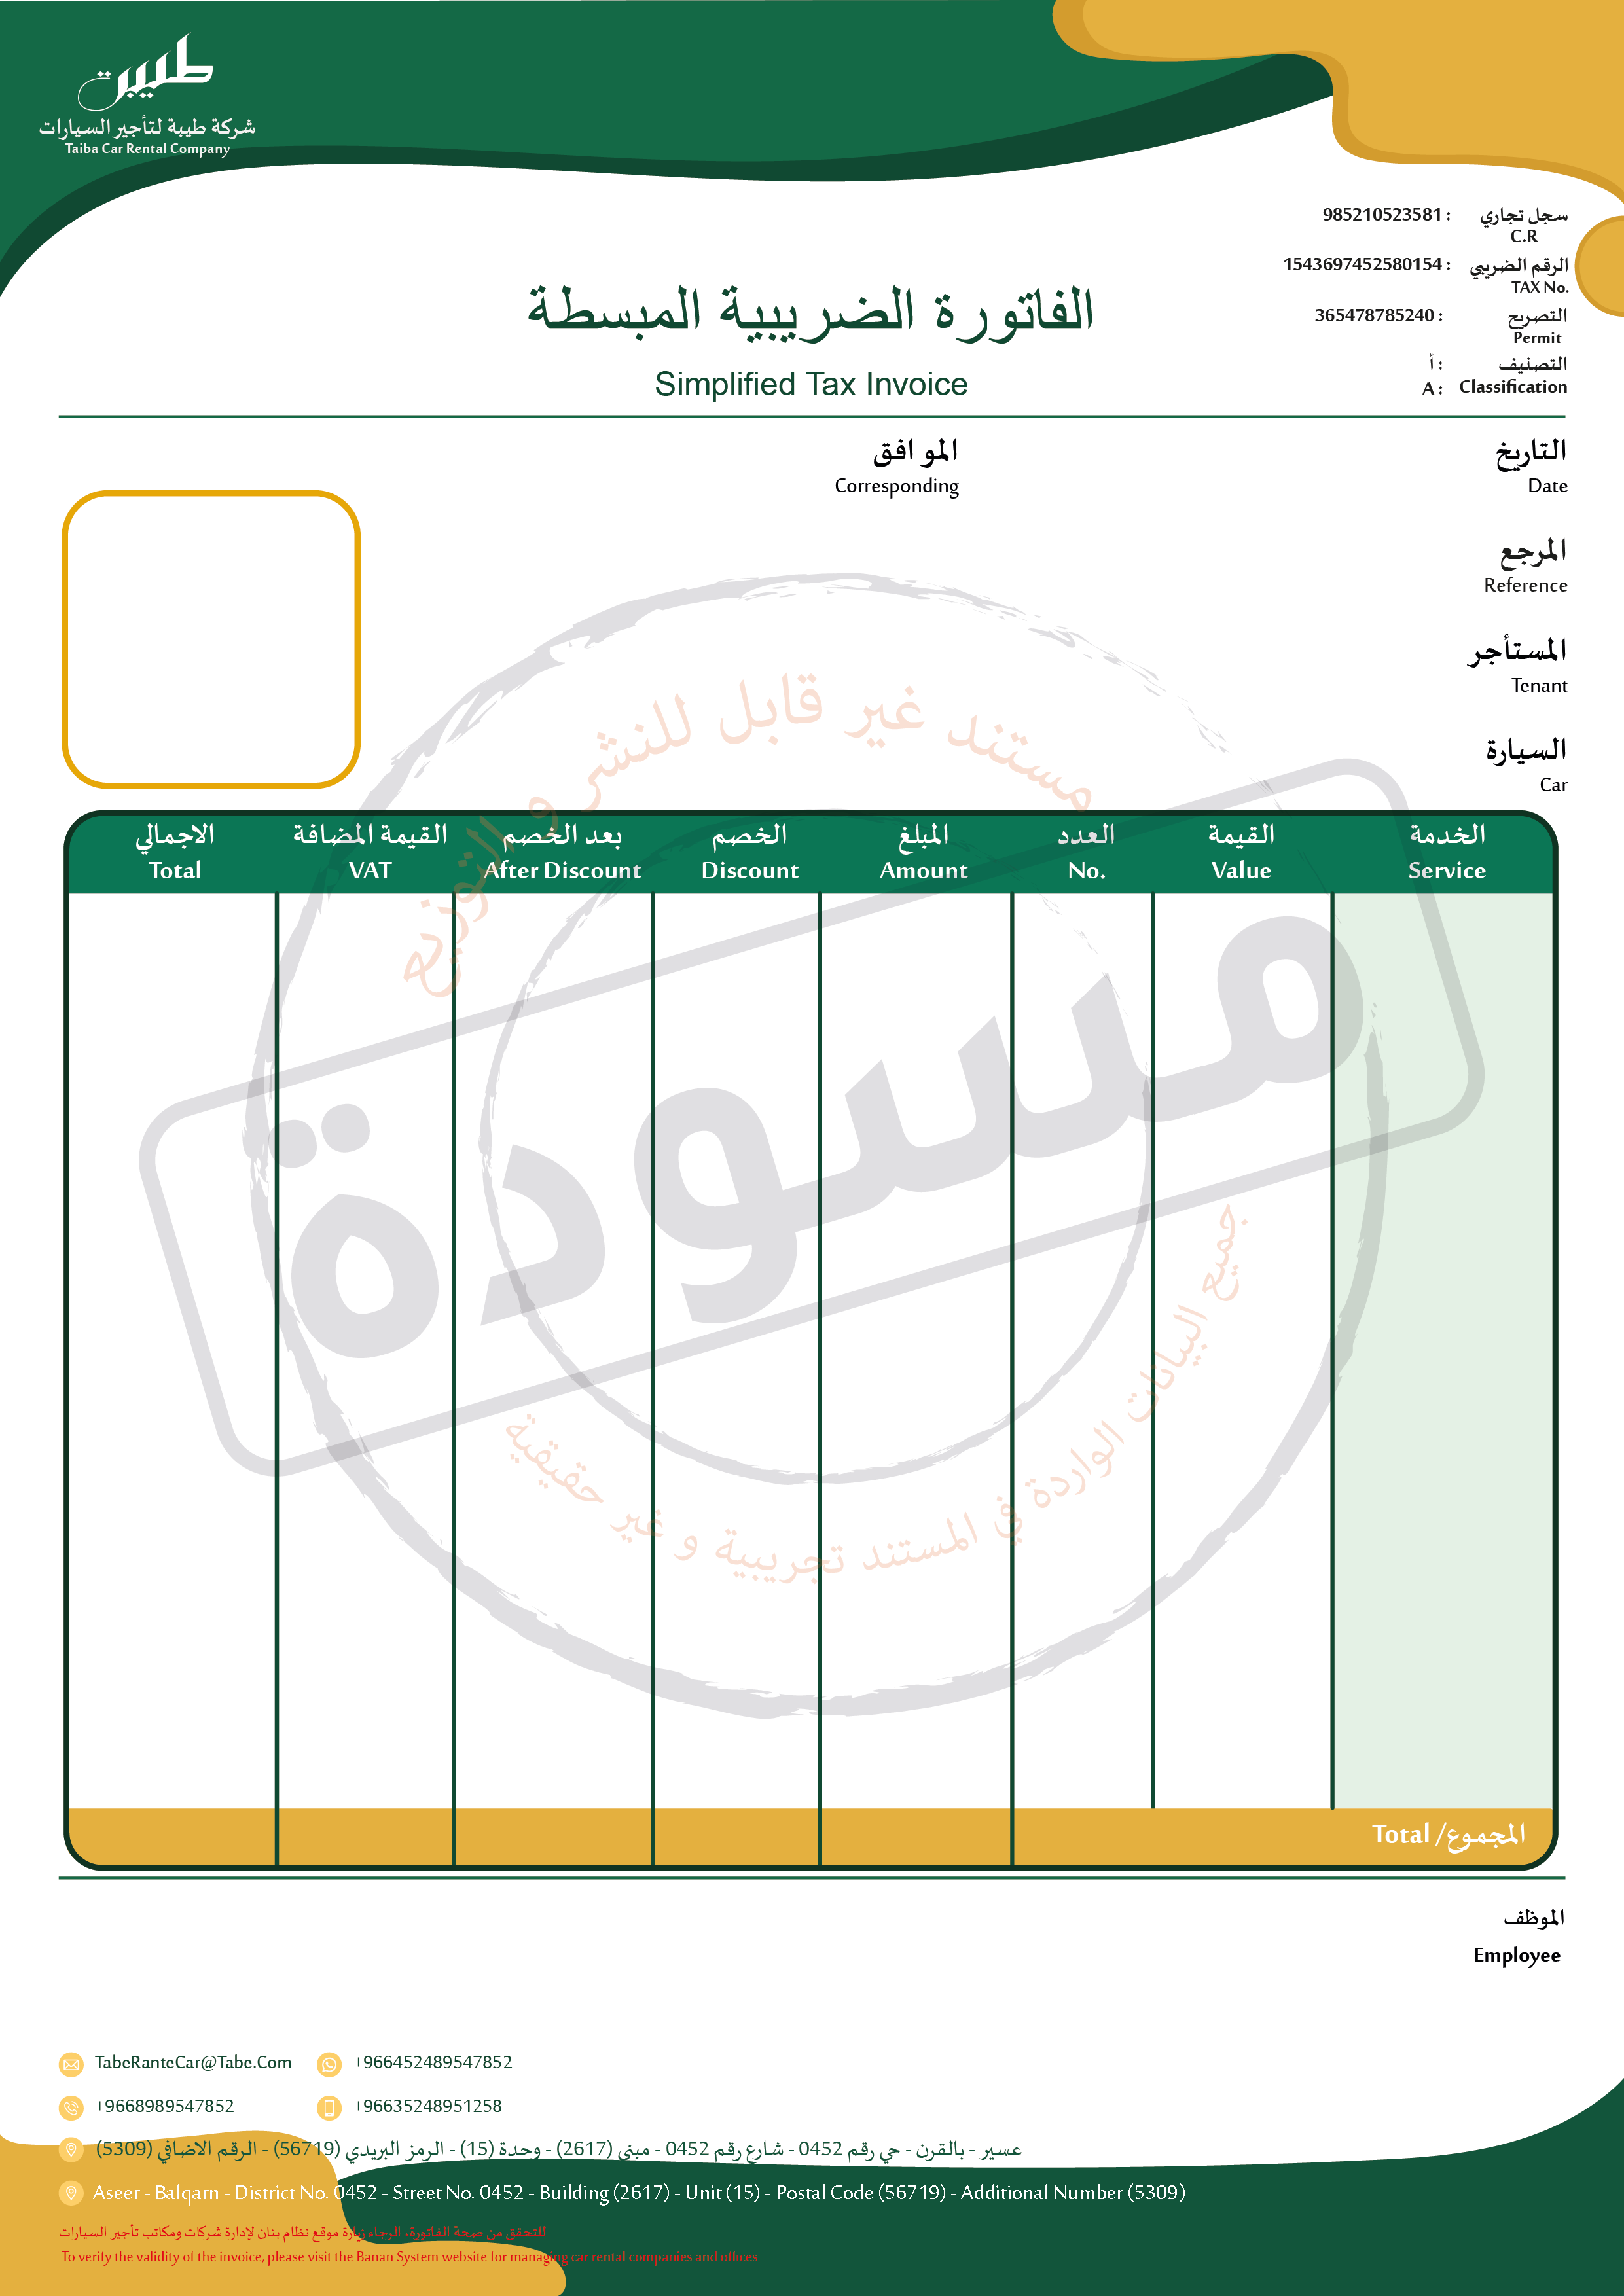 طيبة
شركة طيبة لتأجير السيارات
Taiba Car Rental Company
سجل تجاري : 985210523581
C.R
الرقم الضريبي : 1543697452580154
TAX No.
التصريح : 365478785240
Permit
التصنيف : أ
Classification : A
الفاتورة الضريبية المبسطة
Simplified Tax Invoice
التاريخ الموافق
Date Corresponding
المرجع
Reference
المستأجر
Tenant
السيارة
Car
مستند غير قابل للنشر و التوزيع
الخدمة القيمة العدد المبلغ الخصم بعد الخصم القيمة المضافة الاجمالي
Service Value No. Amount Discount After Discount VAT Total
مسودة
جميع البيانات الواردة في المستند تجريبية و غير حقيقية
المجموع/ Total
الموظف
Employee
TabeRanteCar@Tabe.Com +966452489547852
+9668989547852 +96635248951258
عسير - بالقرن - حي رقم 0452 - شارع رقم 0452 - مبنى (2617) - وحدة (15) - الرمز البريدي (56719) - الرقم الاضافي (5309)
Aseer - Balqarn - District No. 0452 - Street No. 0452 - Building (2617) - Unit (15) - Postal Code (56719) - Additional Number (5309)
للتحقق من صحة الفاتورة، الرجاء زيارة موقع نظام بنان لإدارة شركات ومكاتب تأجير السيارات
To verify the validity of the invoice, please visit the Banan System website for managing car rental companies and offices